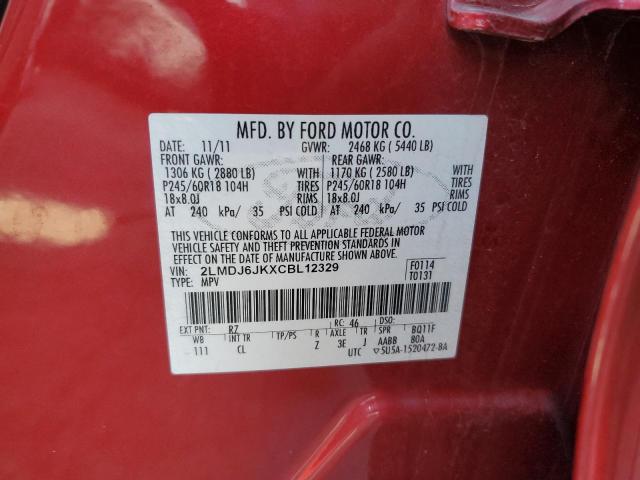 MFD. BY FORD MOTOR CO.
DATE: 11/11 GVWR: 2468 KG ( 5440 LB)
FRONT GAWR: REAR GAWR:
1306 KG ( 2880 LB) WITH 1170 KG ( 2580 LB) WITH
P245/60R18 104H TIRES P245/60R18 104H TIRES
18x8.0J RIMS 18x8.0J RIMS
AT 240 kPa/ 35 PSI COLD AT 240 kPa/ 35 PSI COLD
THIS VEHICLE CONFORMS TO ALL APPLICABLE FEDERAL MOTOR
VEHICLE SAFETY AND THEFT PREVENTION STANDARDS IN
EFFECT ON THE DATE OF MANUFACTURE SHOWN ABOVE.
VIN: 2LMDJ6JKXCBL12329 F0114
TYPE: MPV T0131
EXT PNT: RZ RC: 46 DSO:
WB INT TR TP/PS R AXLE TR SPR BQ11F
111 CL Z 3E J AABB 80A
UTC ▽5U5A-1520472-BA